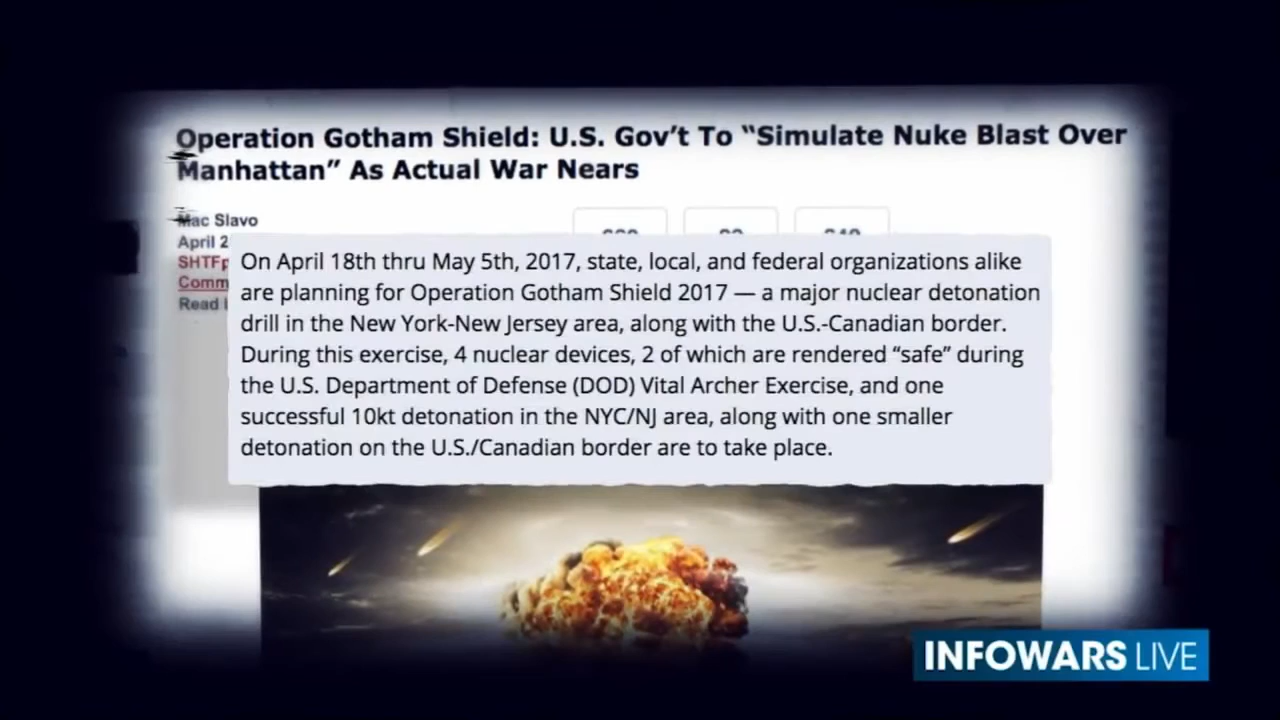 Operation Gotham Shield: U.S. Gov't To "Simulate Nuke Blast Over
Manhattan" As Actual War Nears
Mac Slavo
April 2
SHTFp
Comm
Read
On April 18th thru May 5th, 2017, state, local, and federal organizations alike
are planning for Operation Gotham Shield 2017 — a major nuclear detonation
drill in the New York-New Jersey area, along with the U.S.-Canadian border.
During this exercise, 4 nuclear devices, 2 of which are rendered “safe” during
the U.S. Department of Defense (DOD) Vital Archer Exercise, and one
successful 10kt detonation in the NYC/NJ area, along with one smaller
detonation on the U.S./Canadian border are to take place.
INFOWARS LIVE